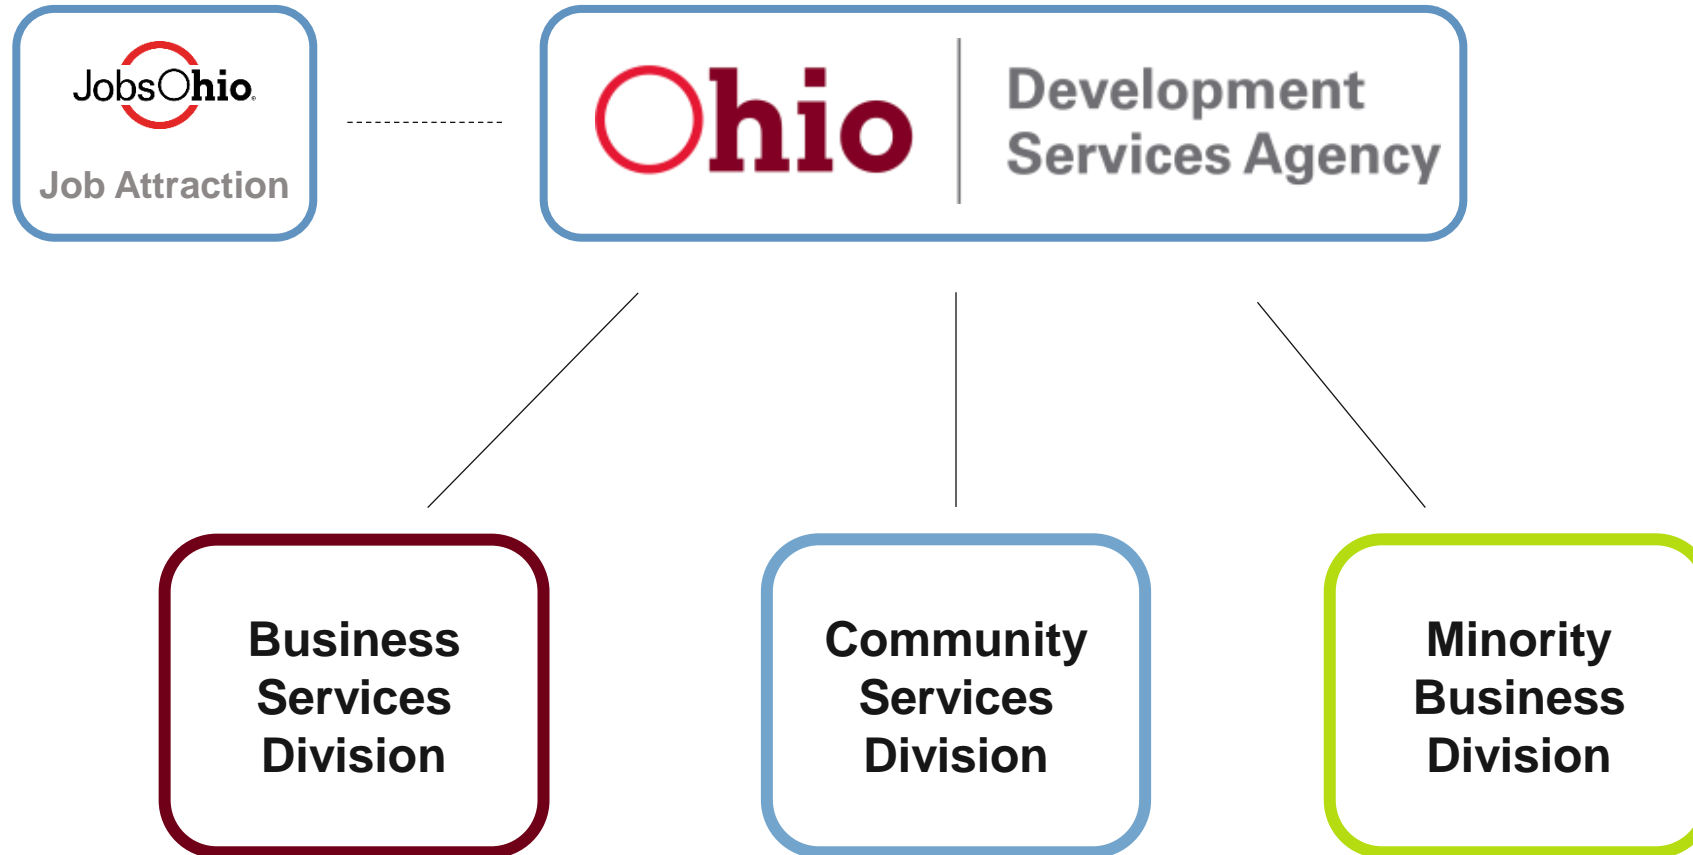 JobsOhio®
Job Attraction
Ohio
Development
Services Agency
Business
Services
Division
Community
Services
Division
Minority
Business
Division